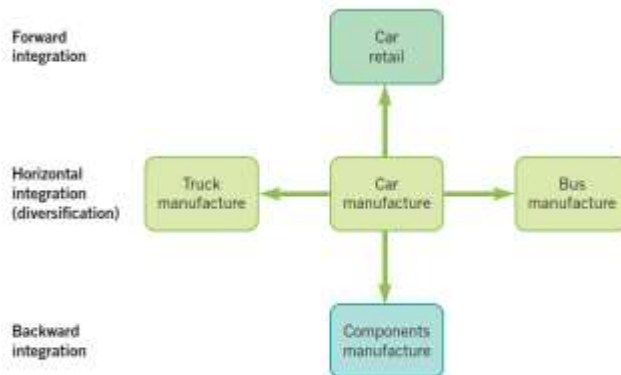 Forward
integration
Car
retail
Horizontal
integration
(diversification)
Truck
manufacture
Car
manufacture
Bus
manufacture
Backward
integration
Components
manufacture